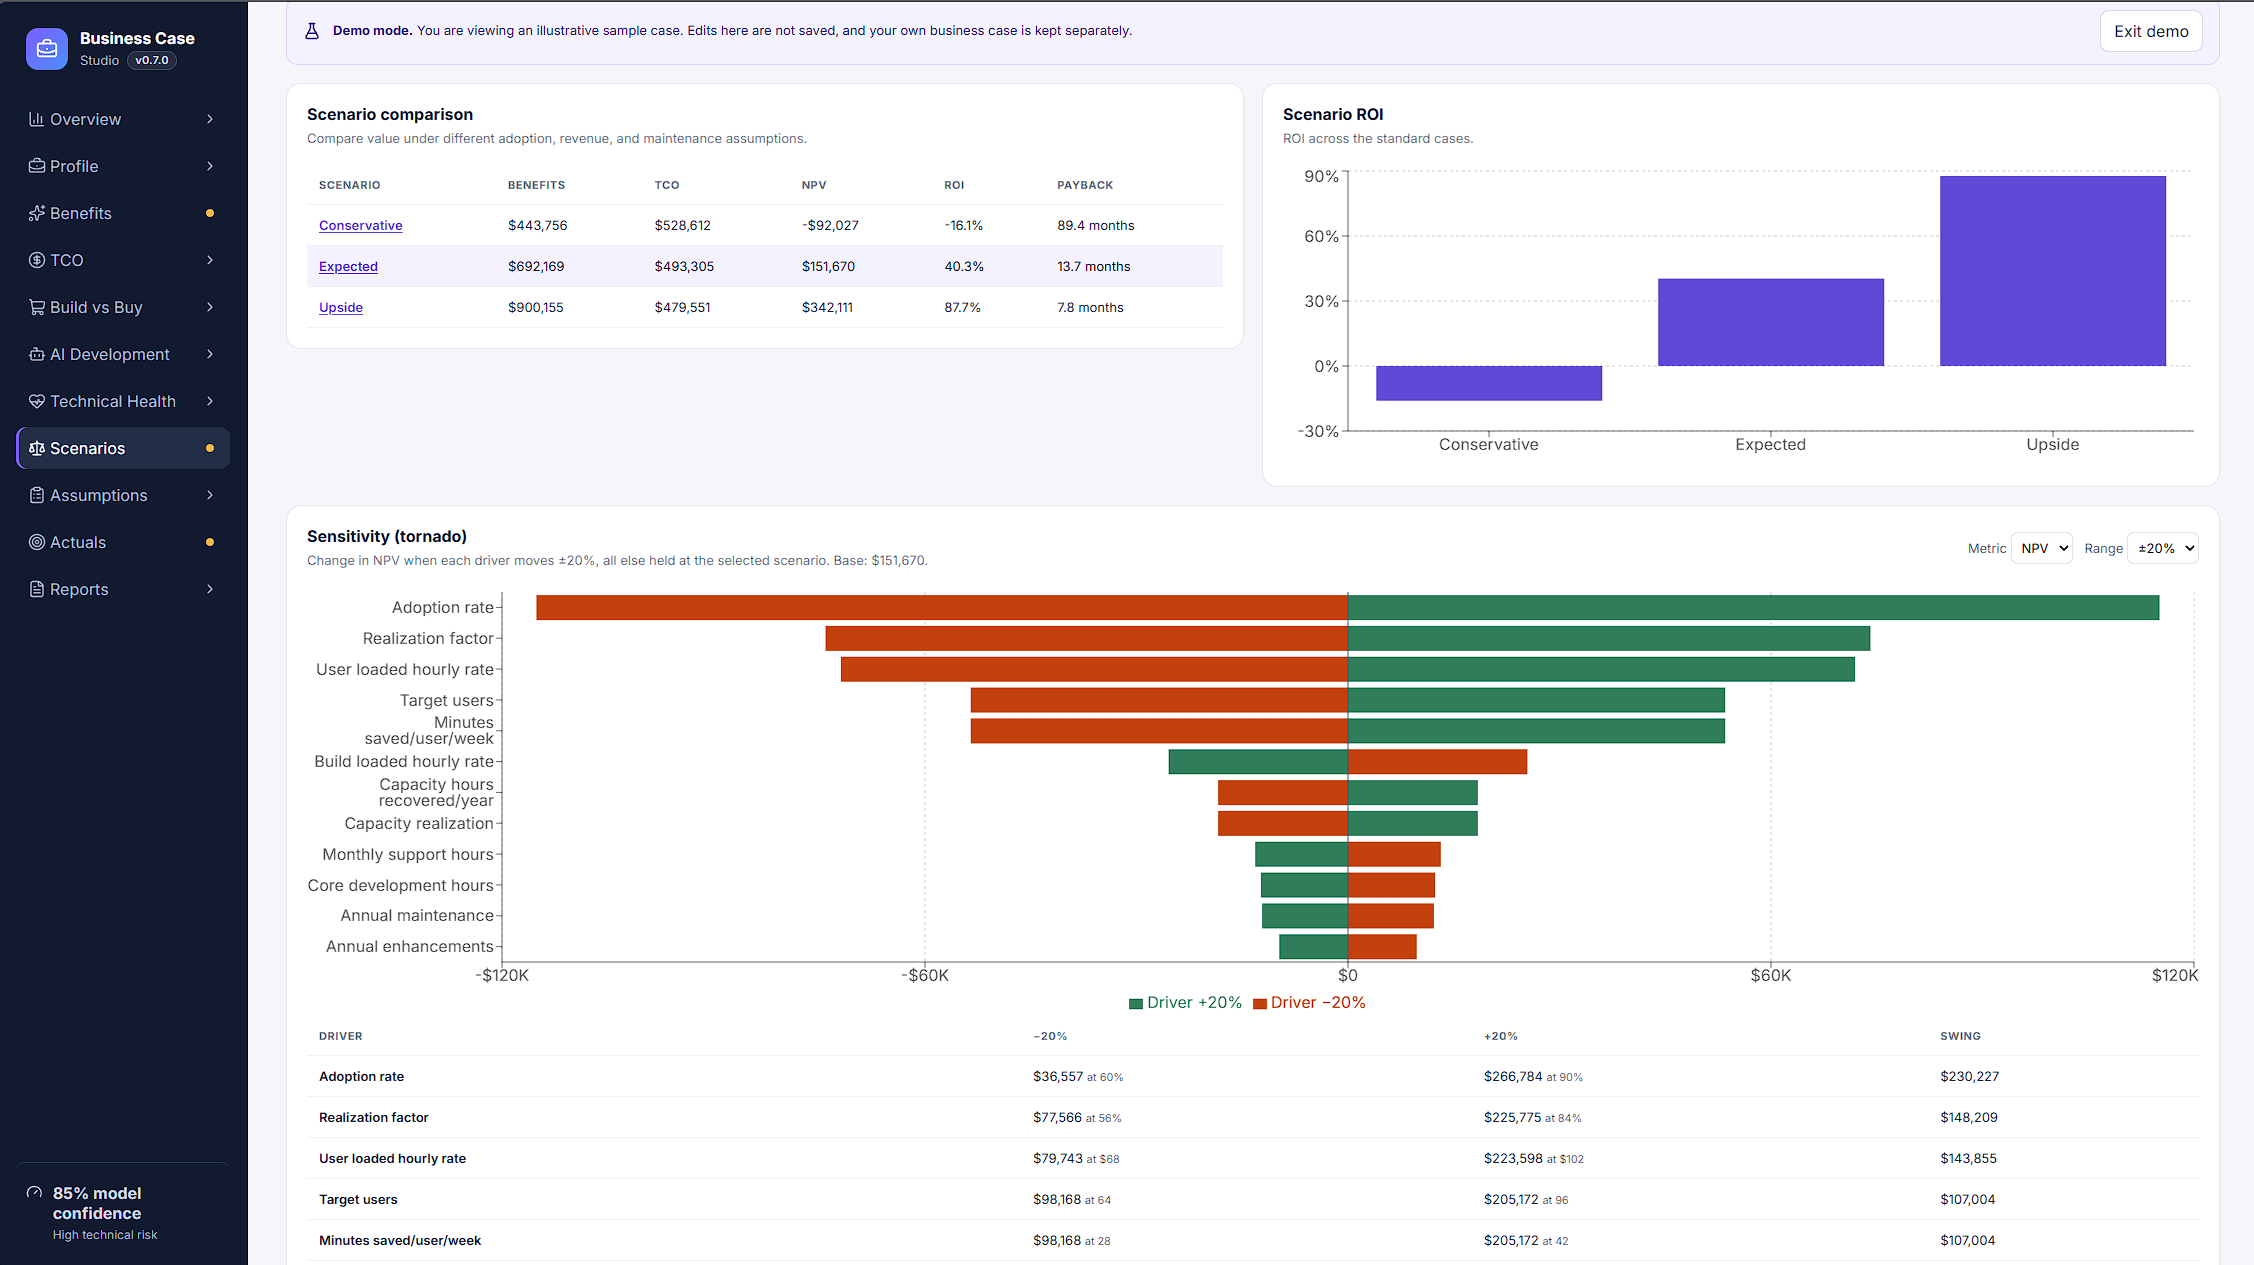 Business Case
Studio v0.7.0
Overview
Profile
Benefits
TCO
Build vs Buy
AI Development
Technical Health
Scenarios
Assumptions
Actuals
Reports
85% model
confidence
High technical risk
Demo mode. You are viewing an illustrative sample case. Edits here are not saved, and your own business case is kept separately.
Exit demo
Scenario comparison
Compare value under different adoption, revenue, and maintenance assumptions.
SCENARIO BENEFITS TCO NPV ROI PAYBACK
Conservative $443,756 $528,612 -$92,027 -16.1% 89.4 months
Expected $692,169 $493,305 $151,670 40.3% 13.7 months
Upside $900,155 $479,551 $342,111 87.7% 7.8 months
Scenario ROI
ROI across the standard cases.
90%
60%
30%
0%
-30%
Conservative Expected Upside
Sensitivity (tornado)
Change in NPV when each driver moves ±20%, all else held at the selected scenario. Base: $151,670.
Metric NPV Range ±20%
Adoption rate
Realization factor
User loaded hourly rate
Target users
Minutes
saved/user/week
Build loaded hourly rate
Capacity hours
recovered/year
Capacity realization
Monthly support hours
Core development hours
Annual maintenance
Annual enhancements
-$120K -$60K $0 $60K $120K
Driver +20% Driver −20%
DRIVER −20% +20% SWING
Adoption rate $36,557 at 60% $266,784 at 90% $230,227
Realization factor $77,566 at 56% $225,775 at 84% $148,209
User loaded hourly rate $79,743 at $68 $223,598 at $102 $143,855
Target users $98,168 at 64 $205,172 at 96 $107,004
Minutes saved/user/week $98,168 at 28 $205,172 at 42 $107,004